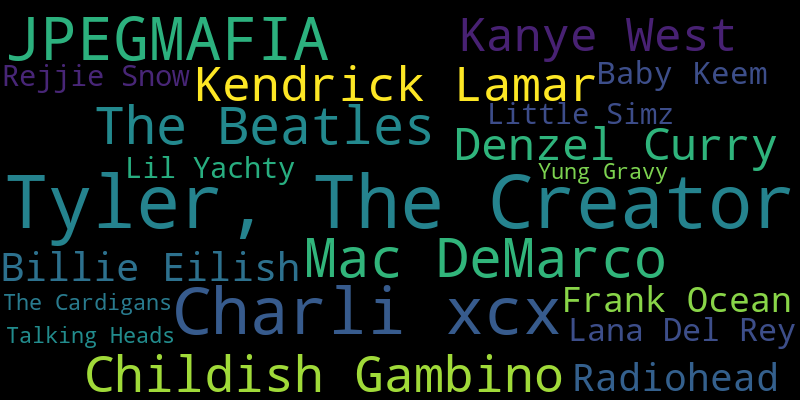 JPEGMAFIA
Kanye West
Rejjie Snow
Kendrick Lamar
Baby Keem
The Beatles
Little Simz
Denzel Curry
Lil Yachty
Yung Gravy
Tyler, The Creator
Billie Eilish
Mac DeMarco
The Cardigans
Charli xcx
Frank Ocean
Talking Heads
Lana Del Rey
Childish Gambino
Radiohead